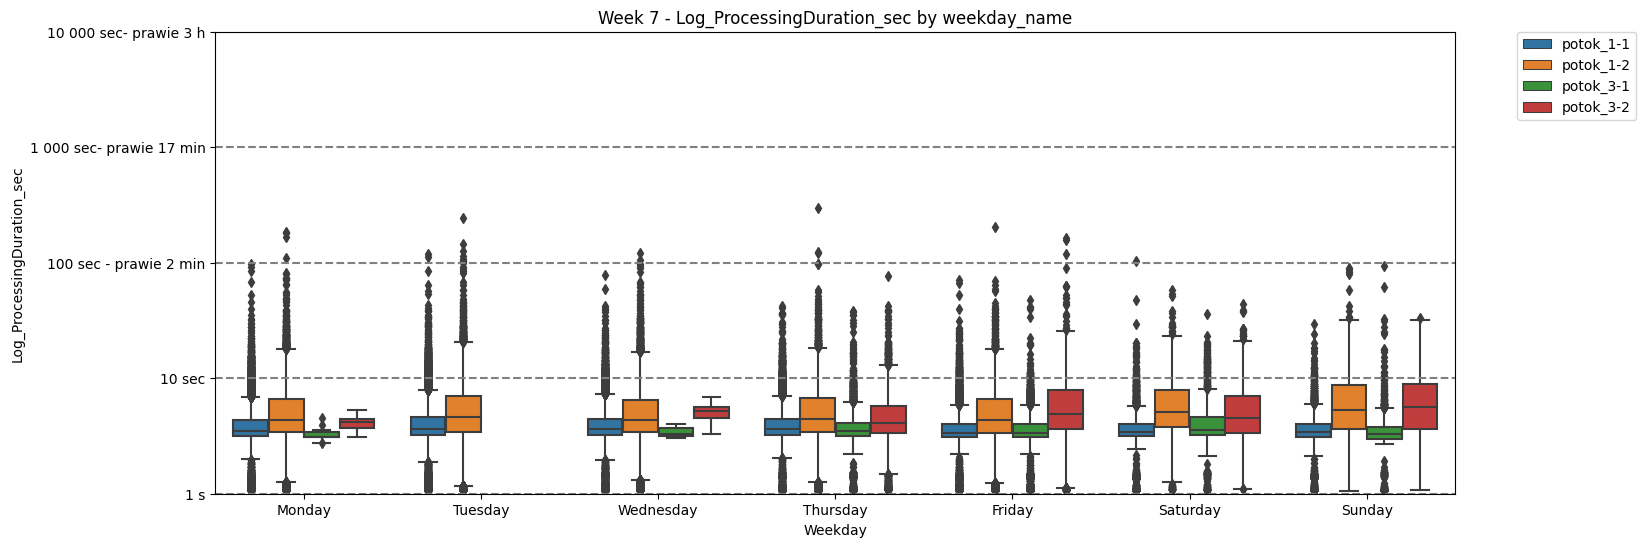 Week 7 - Log_ProcessingDuration_sec by weekday_name
10 000 sec- prawie 3 h
1 000 sec- prawie 17 min
100 sec - prawie 2 min
10 sec
1 s
Log_ProcessingDuration_sec
Monday
Tuesday
Wednesday
Thursday
Friday
Saturday
Sunday
Weekday
potok_1-1
potok_1-2
potok_3-1
potok_3-2